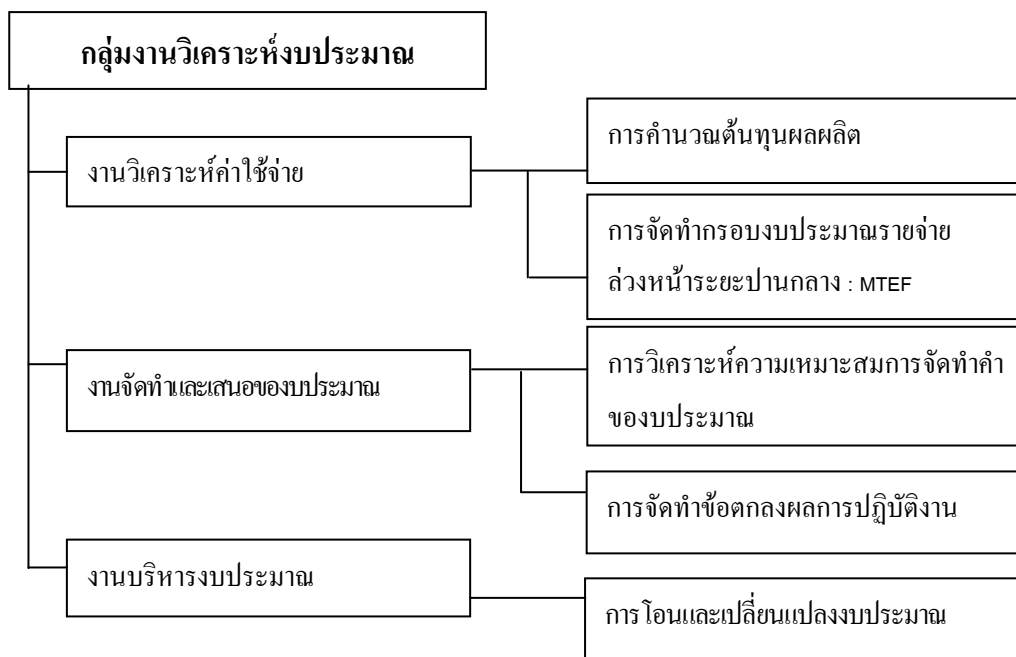 กลุ่มงานวิเคราะห์งบประมาณ
งานวิเคราะห์ค่าใช้จ่าย
การคำนวณต้นทุนผลผลิต
การจัดทำกรอบงบประมาณรายจ่าย
ล่วงหน้าระยะปานกลาง : MTEF
งานจัดทำและเสนอของบประมาณ
การวิเคราะห์ความเหมาะสมการจัดทำคำ
ของบประมาณ
การจัดทำข้อตกลงผลการปฏิบัติงาน
งานบริหารงบประมาณ
การโอนและเปลี่ยนแปลงงบประมาณ